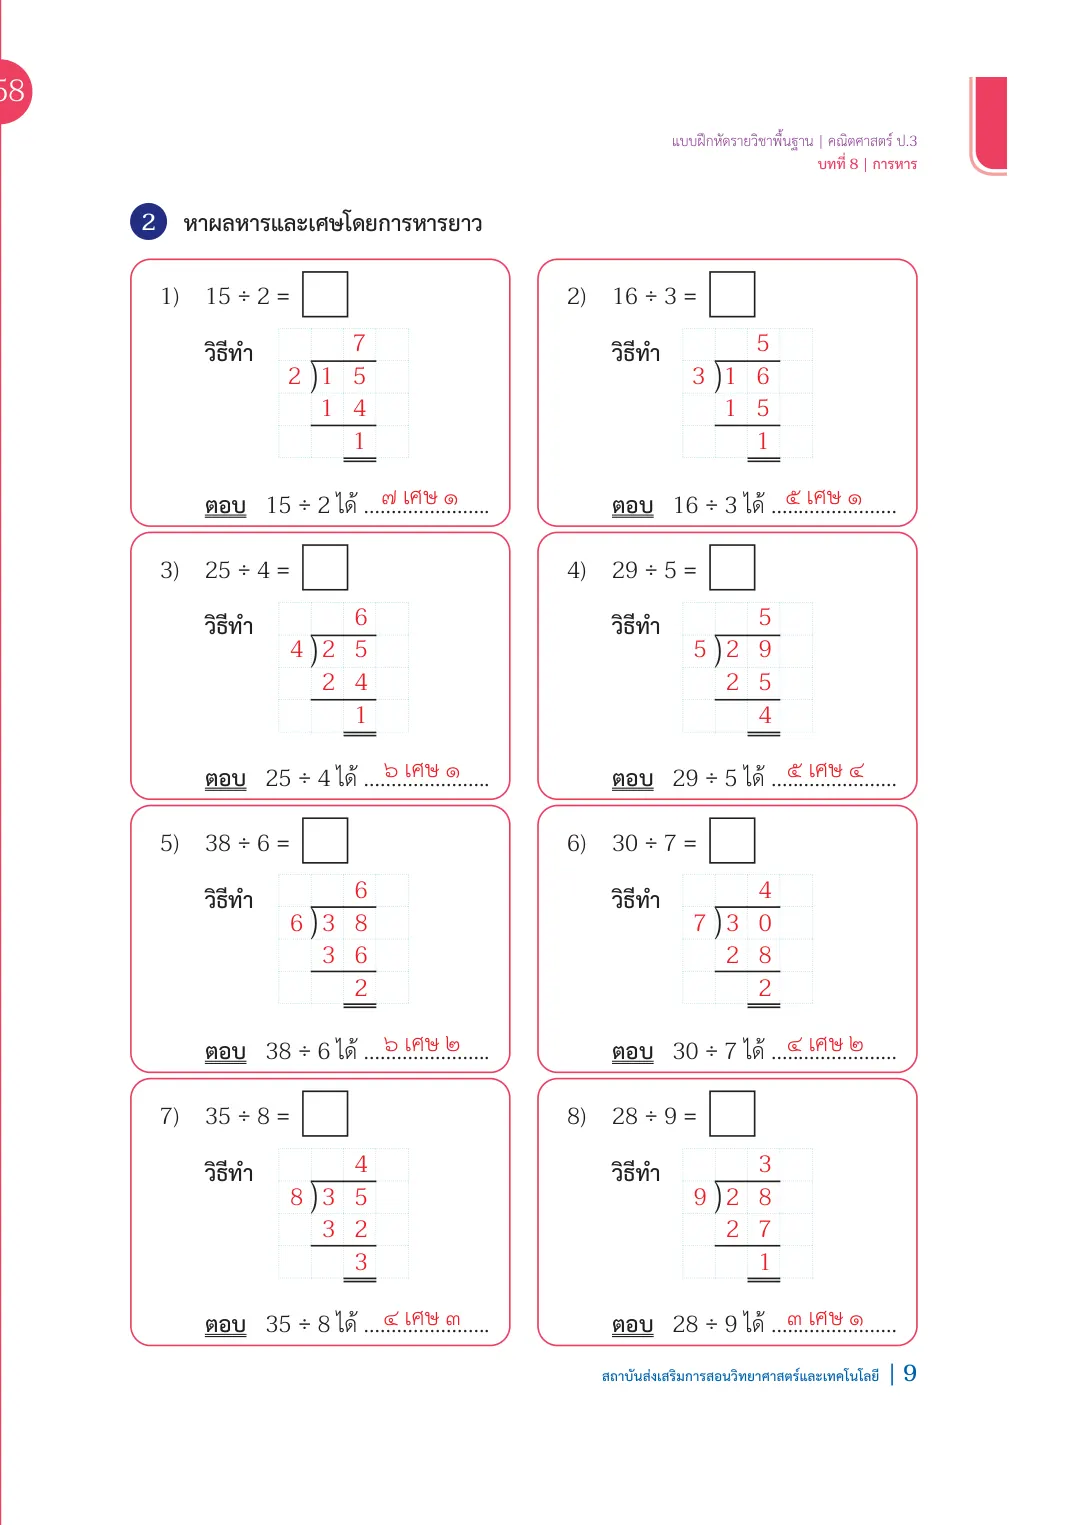 58
แบบฝึกหัดรายวิชาพื้นฐาน | คณิตศาสตร์ ป.3
บทที่ 8 | การหาร
2 หาผลหารและเศษโดยการหารยาว
1) 15 ÷ 2 =
วิธีทำ
7
2 ) 1 5
1 4
1
ตอบ 15 ÷ 2 ได้ ....................... ๗ เศษ ๑
2) 16 ÷ 3 =
วิธีทำ
5
3 ) 1 6
1 5
1
ตอบ 16 ÷ 3 ได้ ....................... ๕ เศษ ๑
3) 25 ÷ 4 =
วิธีทำ
6
4 ) 2 5
2 4
1
ตอบ 25 ÷ 4 ได้ ....................... ๖ เศษ ๑
4) 29 ÷ 5 =
วิธีทำ
5
5 ) 2 9
2 5
4
ตอบ 29 ÷ 5 ได้ ....................... ๕ เศษ ๔
5) 38 ÷ 6 =
วิธีทำ
6
6 ) 3 8
3 6
2
ตอบ 38 ÷ 6 ได้ ....................... ๖ เศษ ๒
6) 30 ÷ 7 =
วิธีทำ
4
7 ) 3 0
2 8
2
ตอบ 30 ÷ 7 ได้ ....................... ๔ เศษ ๒
7) 35 ÷ 8 =
วิธีทำ
4
8 ) 3 5
3 2
3
ตอบ 35 ÷ 8 ได้ ....................... ๔ เศษ ๓
8) 28 ÷ 9 =
วิธีทำ
3
9 ) 2 8
2 7
1
ตอบ 28 ÷ 9 ได้ ....................... ๓ เศษ ๑
สถาบันส่งเสริมการสอนวิทยาศาสตร์และเทคโนโลยี | 9